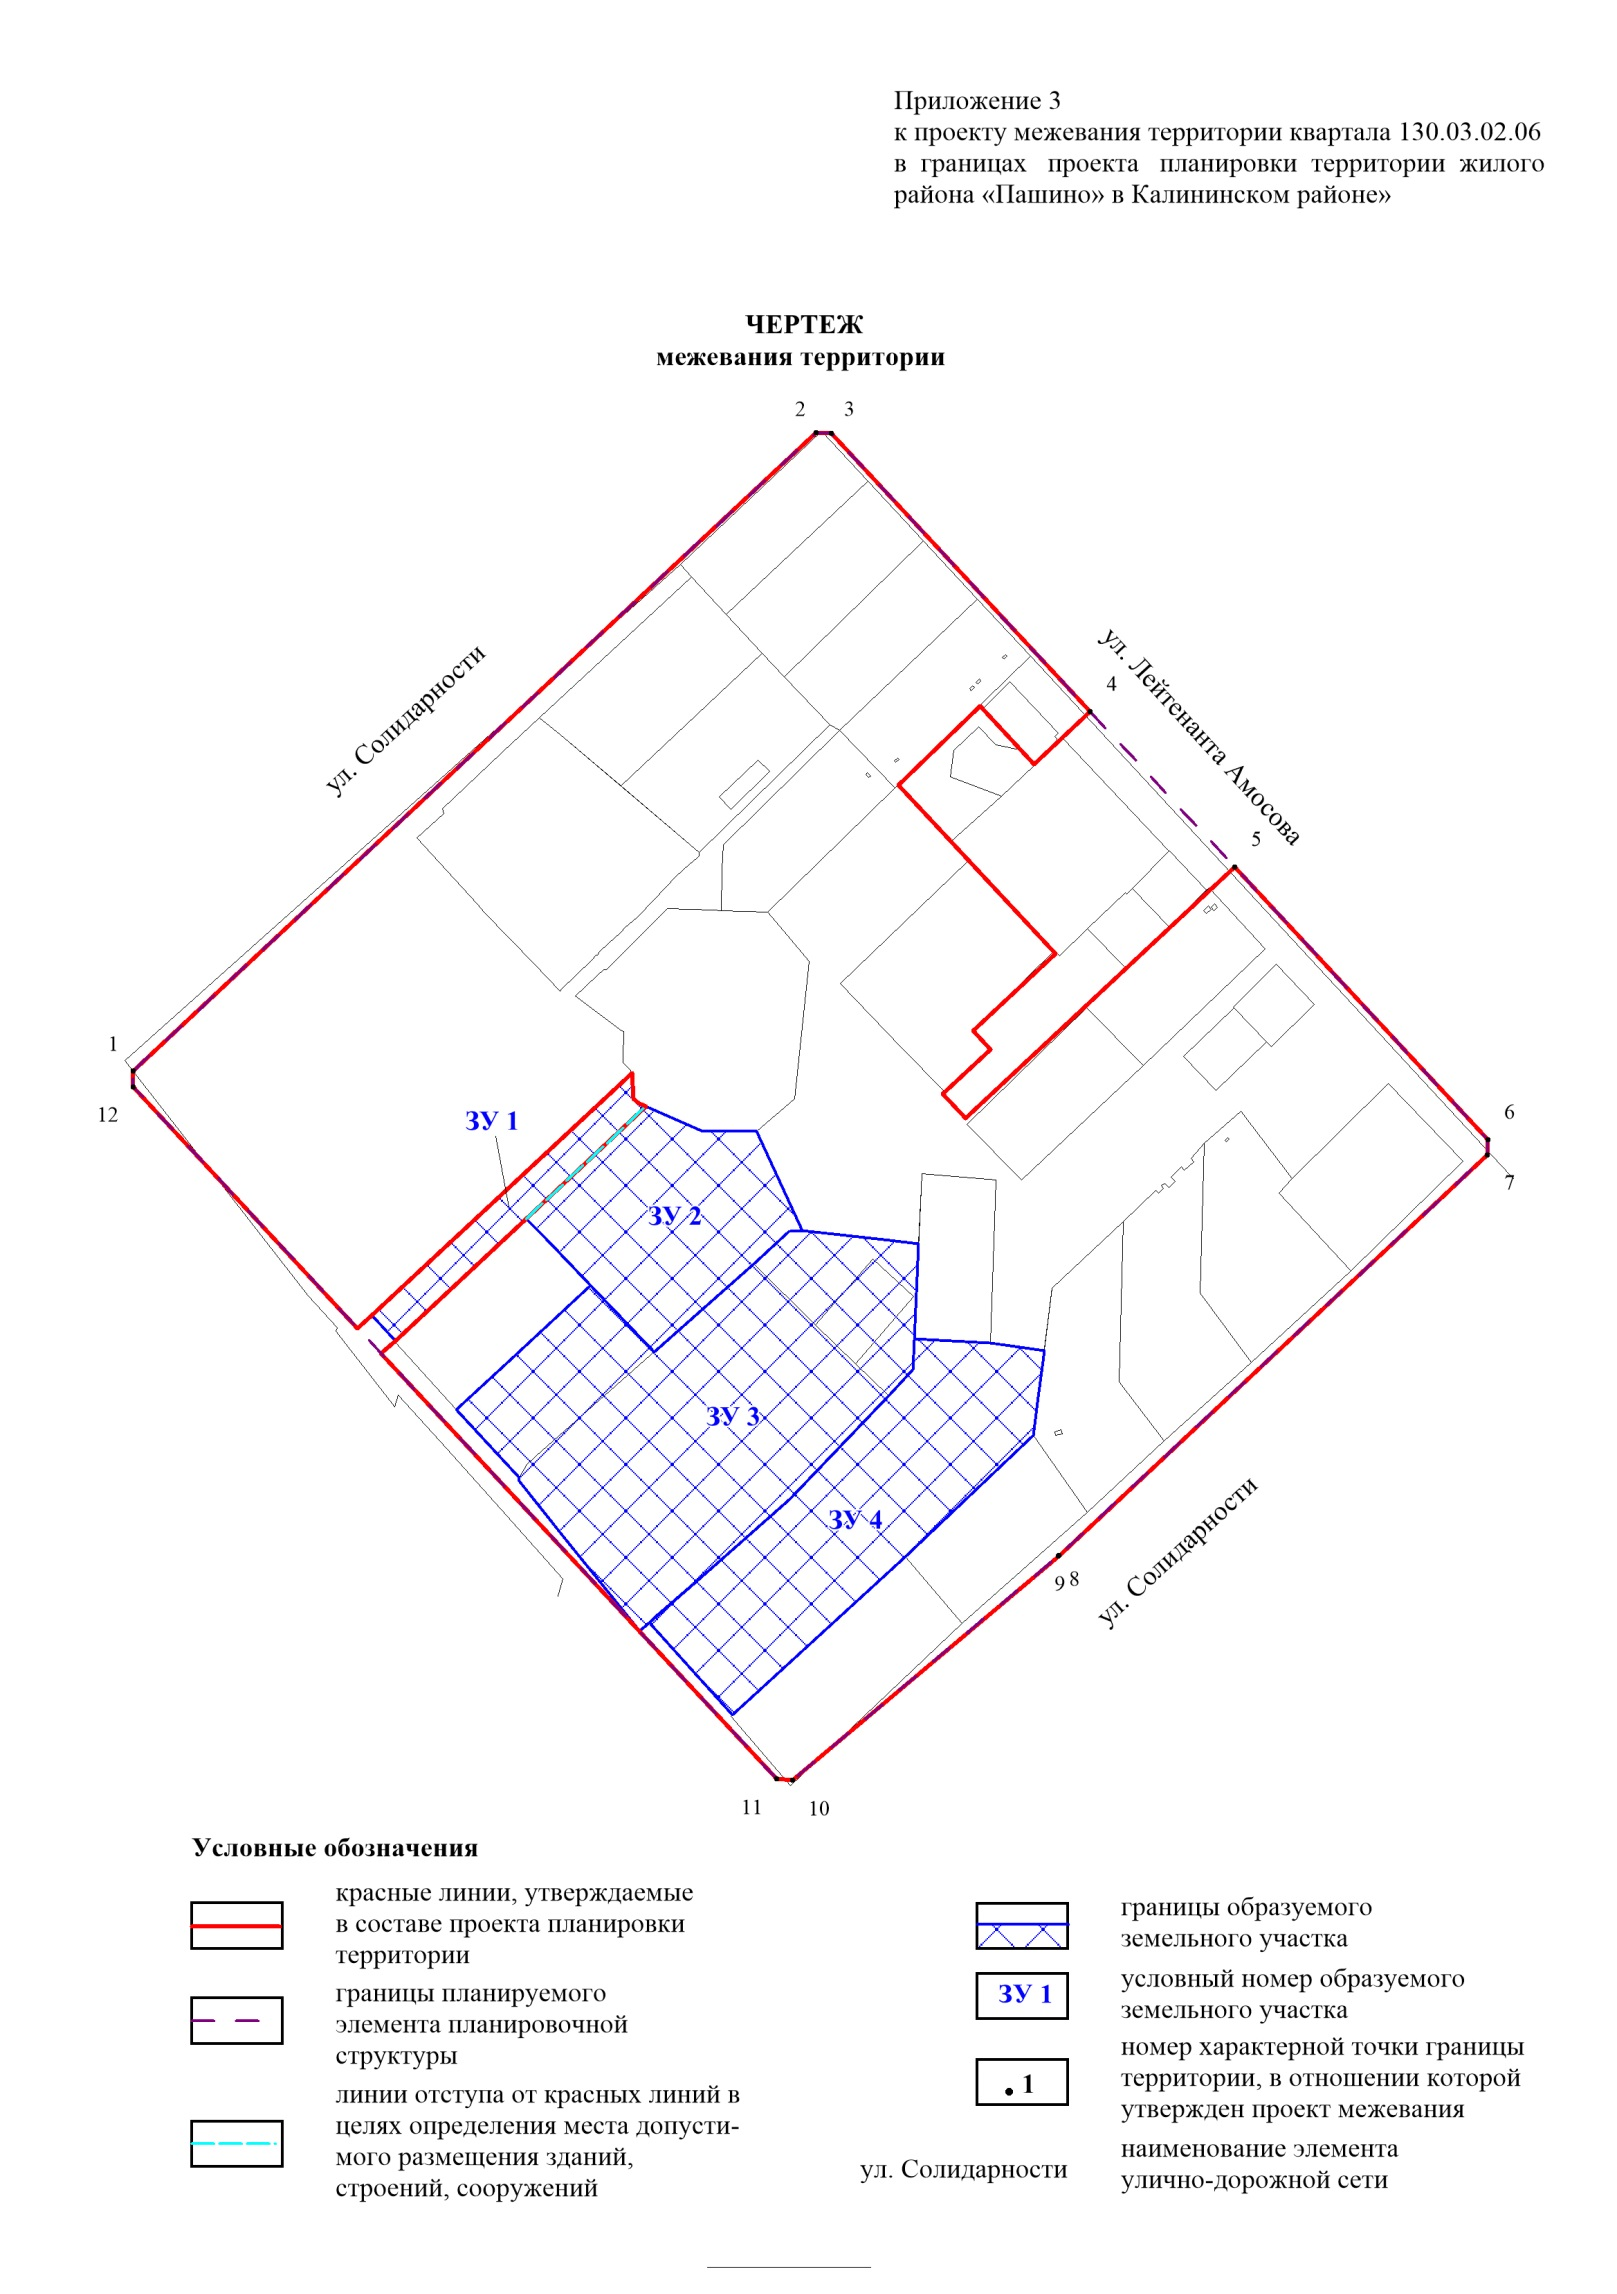 Приложение 3
к проекту межевания территории квартала 130.03.02.06
в границах проекта планировки территории жилого
района «Пашино» в Калининском районе»
ЧЕРТЕЖ
межевания территории
2
3
ул. Солидарности
ул. Лейтенанта Амосова
4
5
1
12
6
7
ЗУ 1
ЗУ 2
ЗУ 3
ЗУ 4
ул. Солидарности
9 8
11
10
Условные обозначения
красные линии, утверждаемые
в составе проекта планировки
территории
границы планируемого
элемента планировочной
структуры
линии отступа от красных линий в
целях определения места допусти-
мого размещения зданий,
строений, сооружений
границы образуемого
земельного участка
ЗУ 1
условный номер образуемого
земельного участка
1
номер характерной точки границы
территории, в отношении которой
утвержден проект межевания
ул. Солидарности
наименование элемента
улично-дорожной сети